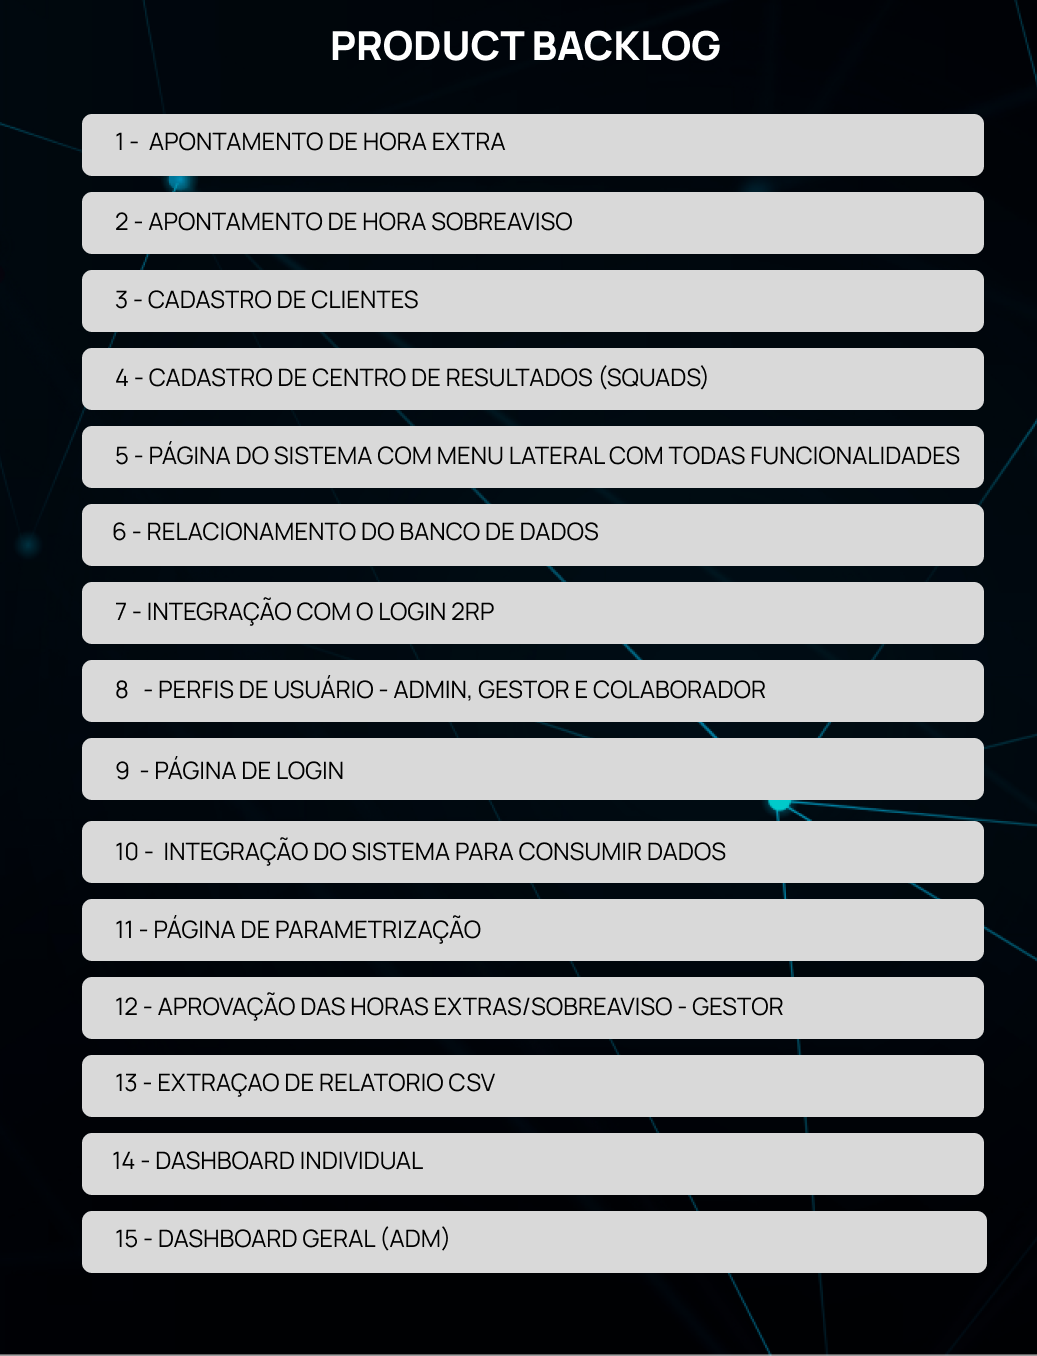 PRODUCT BACKLOG
1 - APONTAMENTO DE HORA EXTRA
2 - APONTAMENTO DE HORA SOBREAVISO
3 - CADASTRO DE CLIENTES
4 - CADASTRO DE CENTRO DE RESULTADOS (SQUADS)
5 - PÁGINA DO SISTEMA COM MENU LATERAL COM TODAS FUNCIONALIDADES
6 - RELACIONAMENTO DO BANCO DE DADOS
7 - INTEGRAÇÃO COM O LOGIN 2RP
8 - PERFIS DE USUÁRIO - ADMIN, GESTOR E COLABORADOR
9 - PÁGINA DE LOGIN
10 - INTEGRAÇÃO DO SISTEMA PARA CONSUMIR DADOS
11 - PÁGINA DE PARAMETRIZAÇÃO
12 - APROVAÇÃO DAS HORAS EXTRAS/SOBREAVISO - GESTOR
13 - EXTRAÇAO DE RELATORIO CSV
14 - DASHBOARD INDIVIDUAL
15 - DASHBOARD GERAL (ADM)